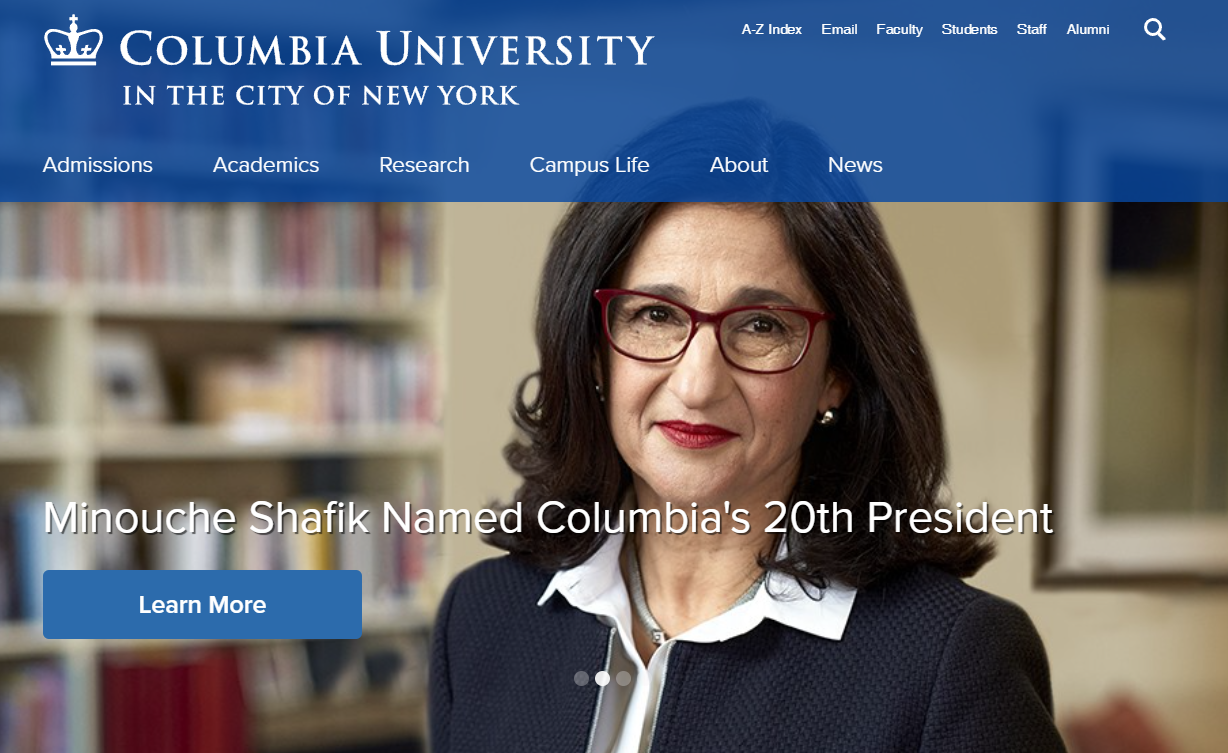 COLUMBIA UNIVERSITY
IN THE CITY OF NEW YORK
A-Z Index Email Faculty Students Staff Alumni
Admissions Academics Research Campus Life About News
Minouche Shafik Named Columbia's 20th President
Learn More